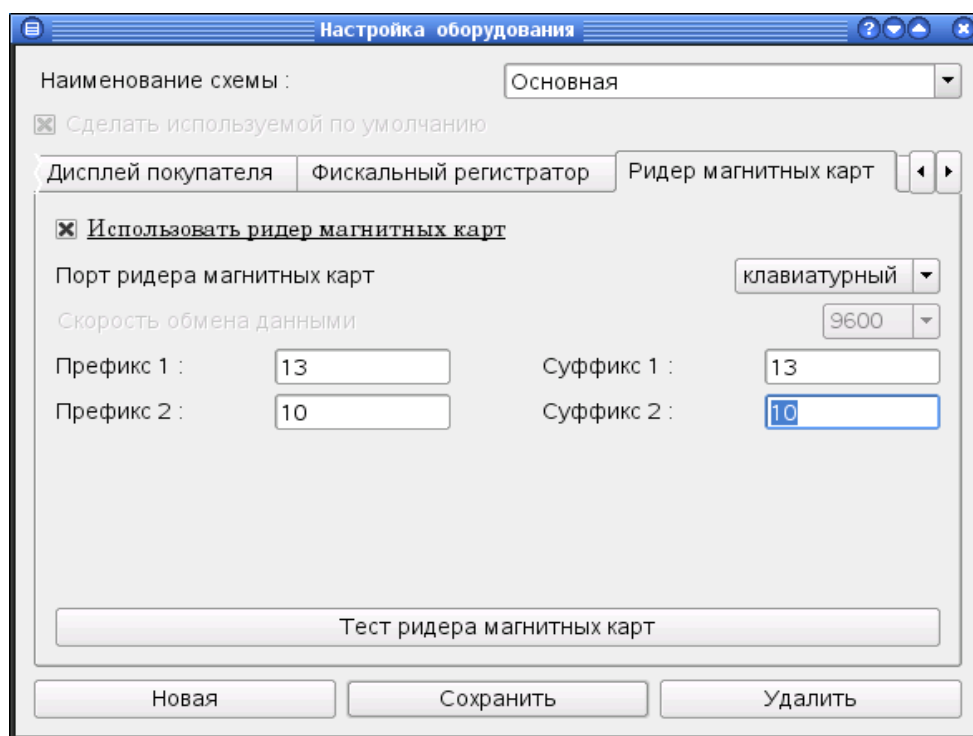 Настройка оборудования
Наименование схемы : Основная
Сделать используемой по умолчанию
Дисплей покупателя Фискальный регистратор Ридер магнитных карт
Использовать ридер магнитных карт
Порт ридера магнитных карт клавиатурный
Скорость обмена данными 9600
Префикс 1 : 13 Суффикс 1 : 13
Префикс 2 : 10 Суффикс 2 : 10
Тест ридера магнитных карт
Новая Сохранить Удалить